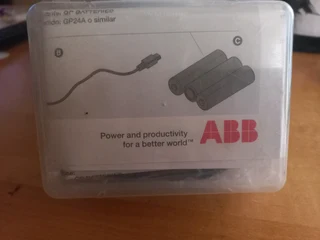 GP24A o similar
B
C
Power and productivity
for a better world™
ABB